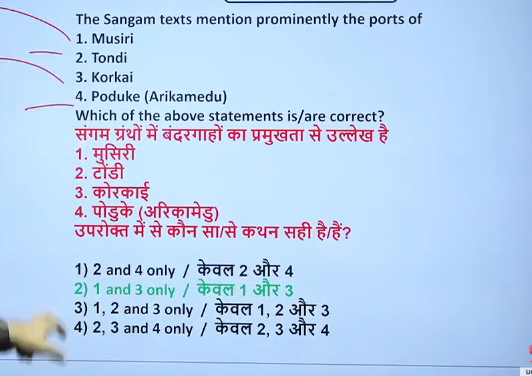 The Sangam texts mention prominently the ports of
1. Musiri
2. Tondi
3. Korkai
4. Poduke (Arikamedu)
Which of the above statements is/are correct?
संगम ग्रंथों में बंदरगाहों का प्रमुखता से उल्लेख है
1. मुसिरी
2. टोंडी
3. कोरकाई
4. पोडुके (अरिकामेडु)
उपरोक्त में से कौन सा/से कथन सही है/हैं?
1) 2 and 4 only / केवल 2 और 4
2) 1 and 3 only / केवल 1 और 3
3) 1, 2 and 3 only / केवल 1, 2 और 3
4) 2, 3 and 4 only / केवल 2, 3 और 4